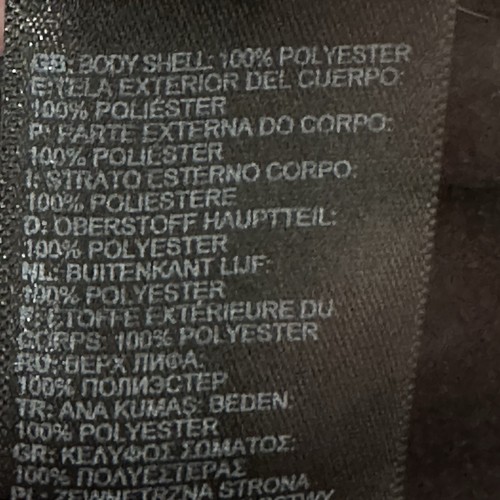 GB: BODY SHELL: 100% POLYESTER
E: TELA EXTERIOR DEL CUERPO:
100% POLIÉSTER
P: PARTE EXTERNA DO CORPO:
100% POLIÉSTER
I: STRATO ESTERNO CORPO:
100% POLIESTERE
D: OBERSTOFF HAUPTTEIL:
100% POLYESTER
NL: BUITENKANT LIJF:
100% POLYESTER
F: ÉTOFFE EXTÉRIEURE DU
CORPS: 100% POLYESTER
RU: ВЕРХ ЛИФА:
100% ПОЛИЭСТЕР
TR: ANA KUMAŞ: BEDEN:
100% POLYESTER
GR: ΚΕΛΥΦΟΣ ΣΩΜΑΤΟΣ:
100% ΠΟΛΥΕΣΤΕΡΑΣ
PL: ZEWNĘTRZNA STRONA